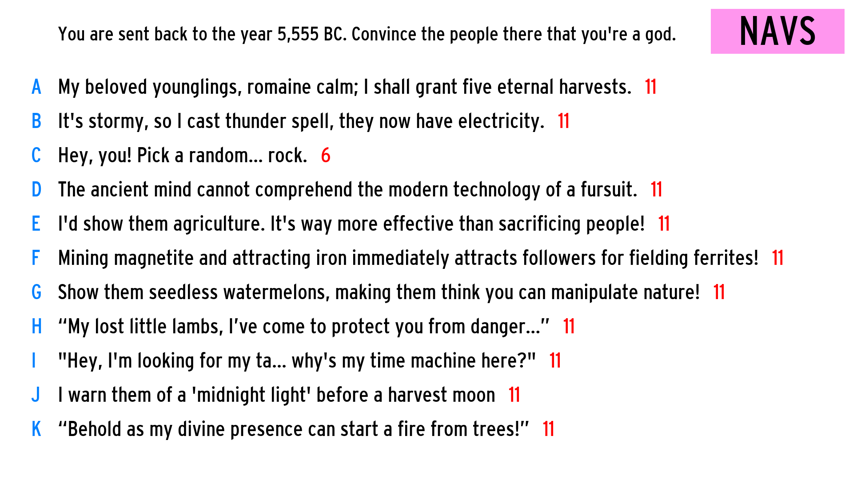 You are sent back to the year 5,555 BC. Convince the people there that you're a god.
NAVS
A My beloved younglings, romaine calm; I shall grant five eternal harvests. 11
B It's stormy, so I cast thunder spell, they now have electricity. 11
C Hey, you! Pick a random... rock. 6
D The ancient mind cannot comprehend the modern technology of a fursuit. 11
E I'd show them agriculture. It's way more effective than sacrificing people! 11
F Mining magnetite and attracting iron immediately attracts followers for fielding ferrites! 11
G Show them seedless watermelons, making them think you can manipulate nature! 11
H “My lost little lambs, I’ve come to protect you from danger...” 11
I "Hey, I'm looking for my ta... why's my time machine here?" 11
J I warn them of a 'midnight light' before a harvest moon 11
K “Behold as my divine presence can start a fire from trees!” 11